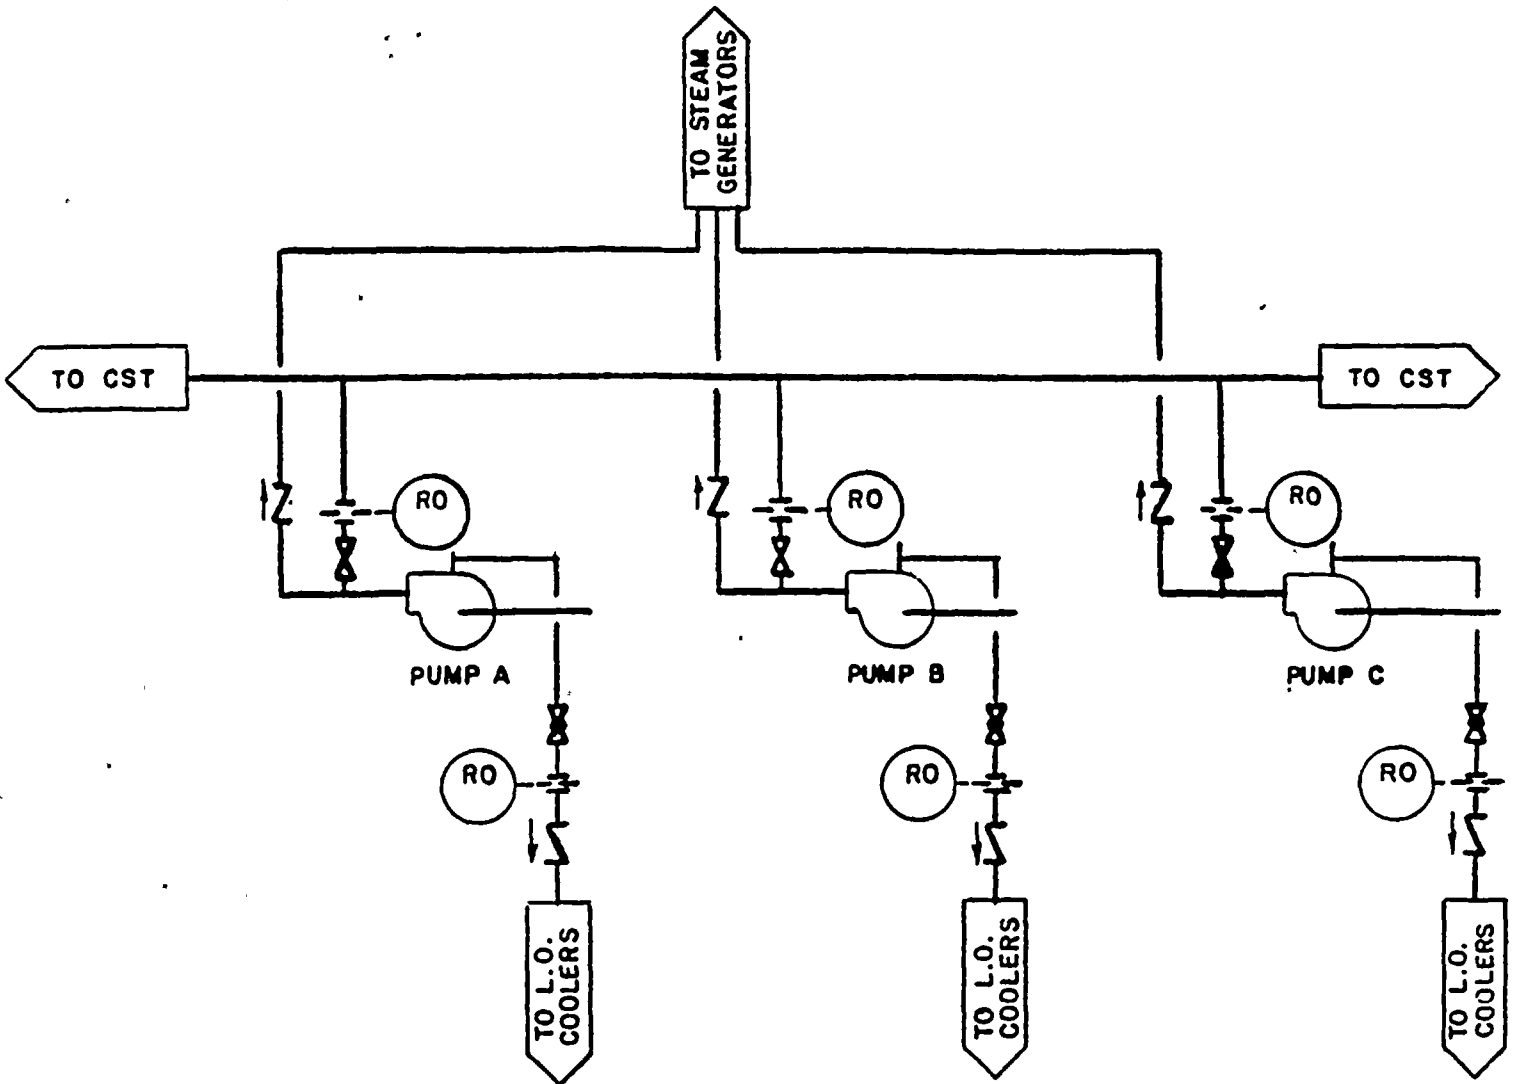 TO STEAM
GENERATORS
TO CST
TO CST
RO
RO
RO
PUMP A
PUMP B
PUMP C
RO
RO
RO
TO L.O.
COOLERS
TO L.O.
COOLERS
TO L.O.
COOLERS